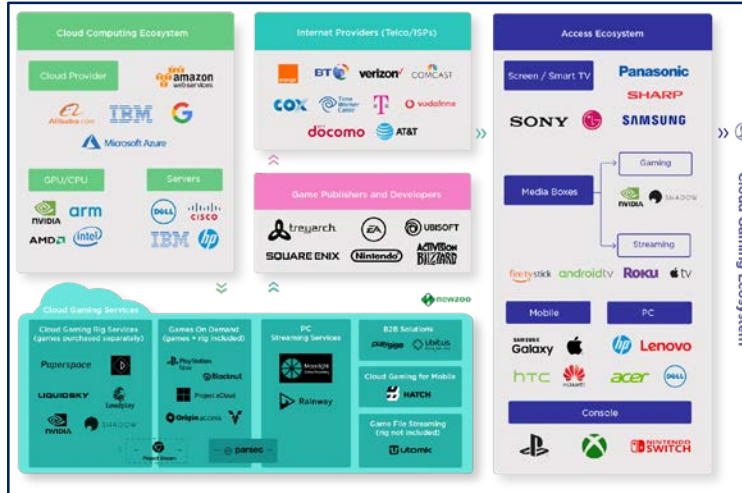 Cloud Computing Ecosystem
Cloud Provider
amazon
webservices
Alibaba.com
IBM
G
Microsoft Azure
GPU/CPU
NVIDIA
arm
AMD
intel
Servers
DELL
CISCO
IBM
hp
Internet Providers (Telco/ISPs)
orange
BT
verizon
COMCAST
COX
Time
Warner
Cable
T
vodafone
docomo
AT&T
Game Publishers and Developers
treyarch
EA
UBISOFT
SQUARE ENIX
Nintendo
ACTIVISION
BLIZZARD
newzoo
Cloud Gaming Services
Cloud Gaming Rig Services
(games purchased separately)
Paperspace
LIQUIDSKY
Loudplay
NVIDIA
SHADOW
Games On Demand
(games + rig included)
PlayStation
Now
Blacknut
Project xCloud
Origin access
PC
Streaming Services
Moonlight
Rainway
Project Stream
parsec
B2B Solutions
playgiga
ubitus
Cloud Gaming for Mobile
HATCH
Game File Streaming
(rig not included)
utomik
Access Ecosystem
Screen / Smart TV
Panasonic
SHARP
SONY
LG
SAMSUNG
Media Boxes
Gaming
NVIDIA
SHADOW
Streaming
firetvstick
androidtv
ROKU
tv
Mobile
SAMSUNG
Galaxy
hTC
HUAWEI
PC
hp
Lenovo
acer
DELL
Console
NINTENDO
SWITCH
Cloud Gaming Ecosystem